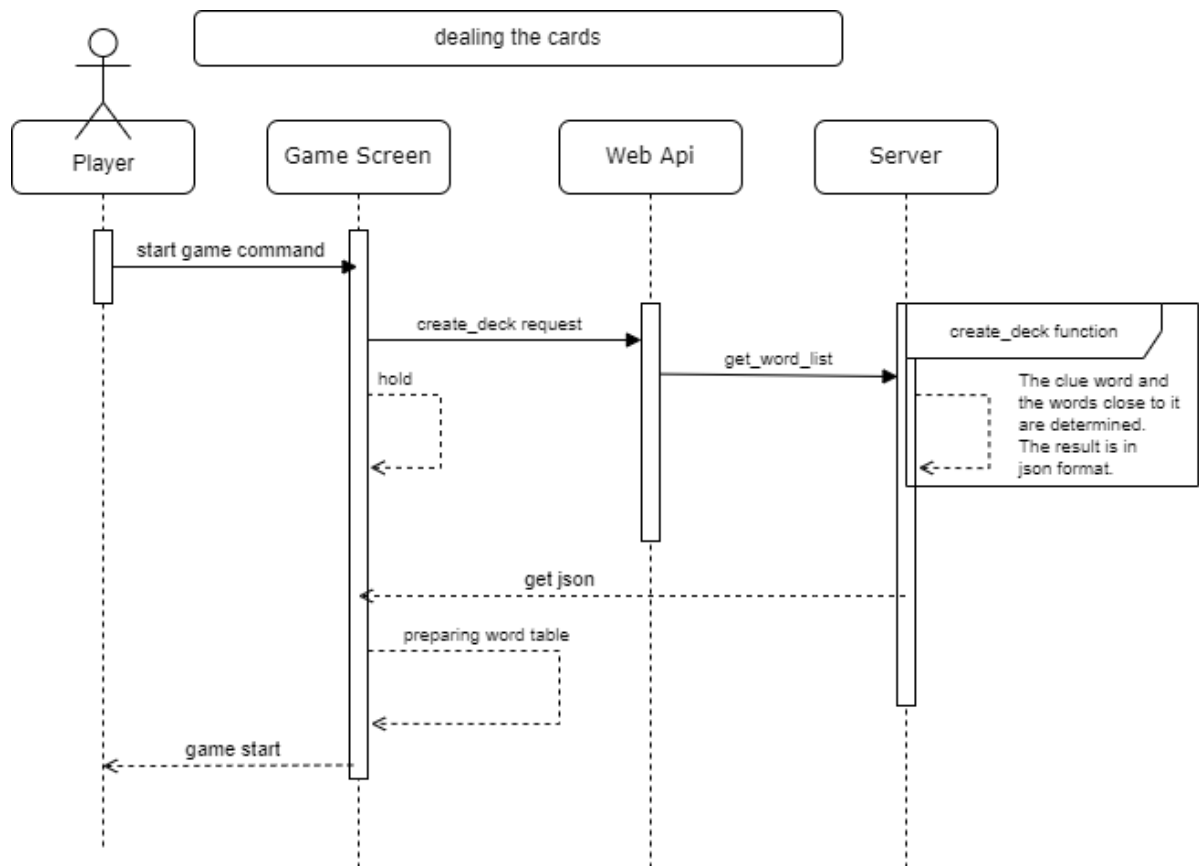 dealing the cards
Player
Game Screen
Web Api
Server
start game command
create_deck request
create_deck function
get_word_list
hold
The clue word and
the words close to it
are determined.
The result is in
json format.
get json
preparing word table
game start